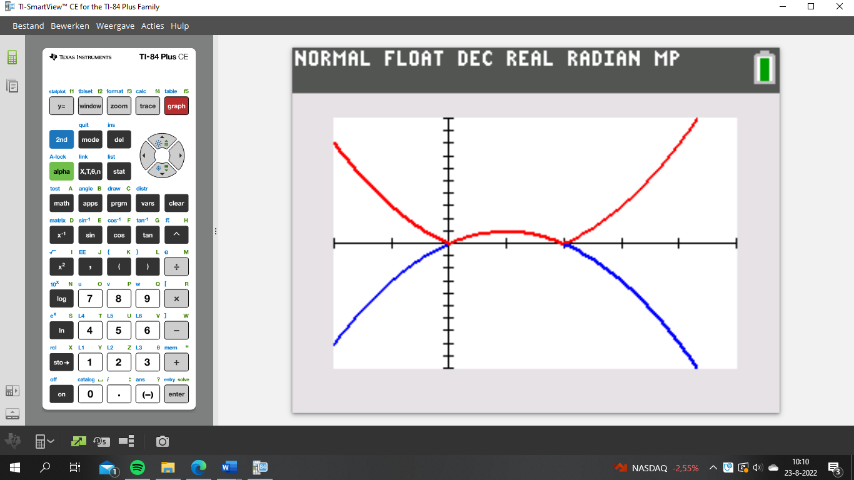 TI-SmartView™ CE for the TI-84 Plus Family
Bestand Bewerken Weergave Acties Hulp
TEXAS INSTRUMENTS TI-84 Plus CE
statplot f1 tblset f2 format f3 calc f4 table f5
y= window zoom trace graph
quit ins
2nd mode del
A-lock link list
alpha X,T,θ,n stat
test A angle B draw C distr
math apps prgm vars clear
matrix D sin⁻¹ E cos⁻¹ F tan⁻¹ G π H
x⁻¹ sin cos tan ^
√ I EE J { K } L e M
x² , ( ) ÷
10ˣ N u O v P w Q [ R
log 7 8 9 ×
eˣ S L4 T L5 U L6 V ] W
ln 4 5 6 −
rcl X L1 Y L2 Z L3 θ mem "
sto→ 1 2 3 +
off catalog : ans ? entry solve
on 0 . (−) enter
NORMAL FLOAT DEC REAL RADIAN MP
NASDAQ -2,55%
10:10
23-8-2022
1
3